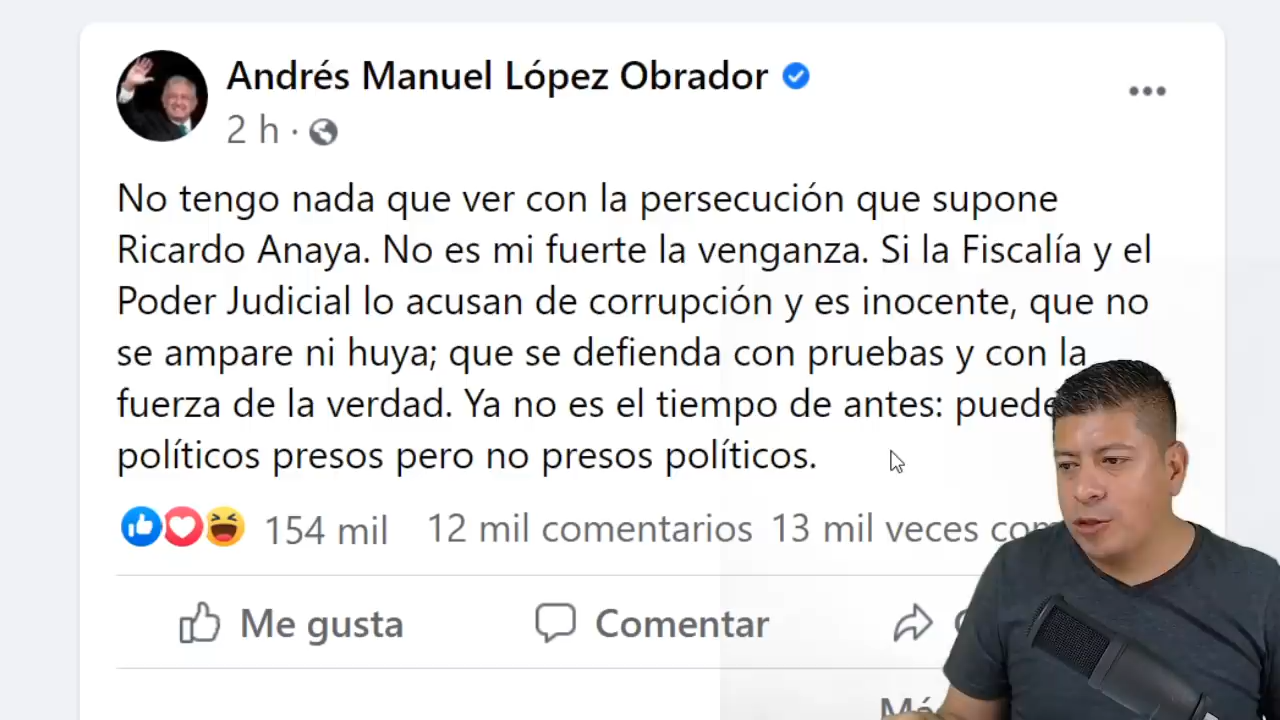 Andrés Manuel López Obrador
2 h ·
No tengo nada que ver con la persecución que supone
Ricardo Anaya. No es mi fuerte la venganza. Si la Fiscalía y el
Poder Judicial lo acusan de corrupción y es inocente, que no
se ampare ni huya; que se defienda con pruebas y con la
fuerza de la verdad. Ya no es el tiempo de antes:
políticos presos pero no presos políticos.
154 mil 12 mil comentarios 13 mil veces
Me gusta Comentar